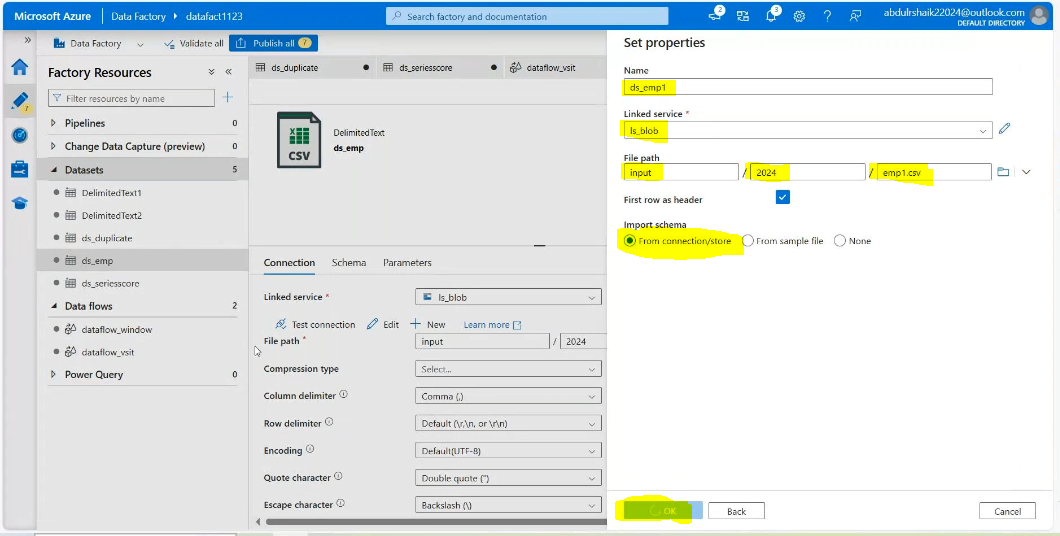 Microsoft Azure
Data Factory
datafact1123
Search factory and documentation
2
3
abdulrshaik22024@outlook.com
DEFAULT DIRECTORY
»
Data Factory
Validate all
Publish all
7
Factory Resources
Filter resources by name
Pipelines 0
Change Data Capture (preview) 0
Datasets 5
DelimitedText1
DelimitedText2
ds_duplicate
ds_emp
ds_seriesscore
Data flows 2
dataflow_window
dataflow_vsit
Power Query 0
ds_duplicate
ds_seriesscore
dataflow_vsit
CSV
DelimitedText
ds_emp
Connection Schema Parameters
Linked service *
ls_blob
Test connection Edit New Learn more
File path * input / 2024
Compression type Select...
Column delimiter Comma (,)
Row delimiter Default (\r,\n, or \r\n)
Encoding Default(UTF-8)
Quote character Double quote (")
Escape character Backslash (\)
Set properties
Name
ds_emp1
Linked service *
ls_blob
File path
input / 2024 / emp1.csv
First row as header
Import schema
From connection/store From sample file None
OK Back Cancel